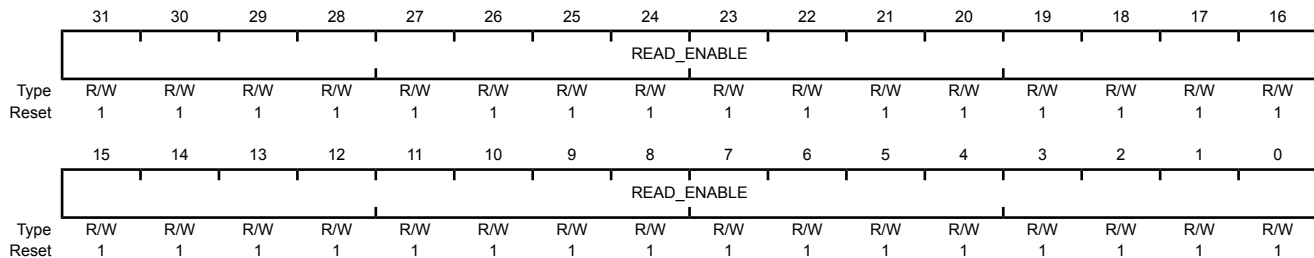 31 30 29 28 27 26 25 24 23 22 21 20 19 18 17 16
READ_ENABLE
Type R/W R/W R/W R/W R/W R/W R/W R/W R/W R/W R/W R/W R/W R/W R/W R/W
Reset 1 1 1 1 1 1 1 1 1 1 1 1 1 1 1 1
15 14 13 12 11 10 9 8 7 6 5 4 3 2 1 0
READ_ENABLE
Type R/W R/W R/W R/W R/W R/W R/W R/W R/W R/W R/W R/W R/W R/W R/W R/W
Reset 1 1 1 1 1 1 1 1 1 1 1 1 1 1 1 1